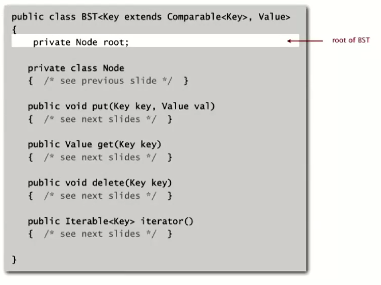 public class BST<Key extends Comparable<Key>, Value>
{
private Node root;
root of BST
private class Node
{ /* see previous slide */ }
public void put(Key key, Value val)
{ /* see next slides */ }
public Value get(Key key)
{ /* see next slides */ }
public void delete(Key key)
{ /* see next slides */ }
public Iterable<Key> iterator()
{ /* see next slides */ }
}